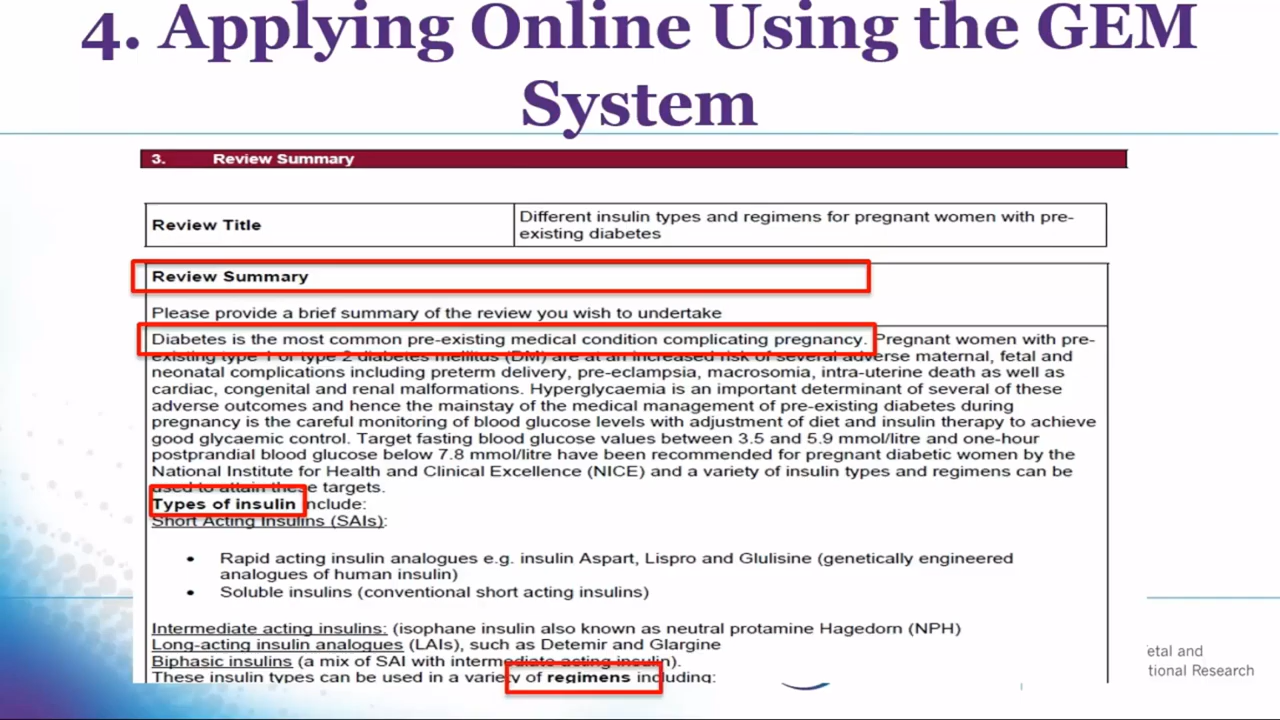 4. Applying Online Using the GEM
System
3. Review Summary
Review Title
Different insulin types and regimens for pregnant women with pre-
existing diabetes
Review Summary
Please provide a brief summary of the review you wish to undertake
Diabetes is the most common pre-existing medical condition complicating pregnancy. Pregnant women with pre-
existing type 1 or type 2 diabetes mellitus (DM) are at an increased risk of several adverse maternal, fetal and
neonatal complications including preterm delivery, pre-eclampsia, macrosomia, intra-uterine death as well as
cardiac, congenital and renal malformations. Hyperglycaemia is an important determinant of several of these
adverse outcomes and hence the mainstay of the medical management of pre-existing diabetes during
pregnancy is the careful monitoring of blood glucose levels with adjustment of diet and insulin therapy to achieve
good glycaemic control. Target fasting blood glucose values between 3.5 and 5.9 mmol/litre and one-hour
postprandial blood glucose below 7.8 mmol/litre have been recommended for pregnant diabetic women by the
National Institute for Health and Clinical Excellence (NICE) and a variety of insulin types and regimens can be
used to attain these targets.
Types of insulin include:
Short Acting Insulins (SAIs):
• Rapid acting insulin analogues e.g. insulin Aspart, Lispro and Glulisine (genetically engineered
analogues of human insulin)
• Soluble insulins (conventional short acting insulins)
Intermediate acting insulins: (isophane insulin also known as neutral protamine Hagedorn (NPH)
Long-acting insulin analogues (LAIs), such as Detemir and Glargine
Biphasic insulins (a mix of SAI with intermediate acting insulin).
These insulin types can be used in a variety of regimens including:
etal and
tional Research